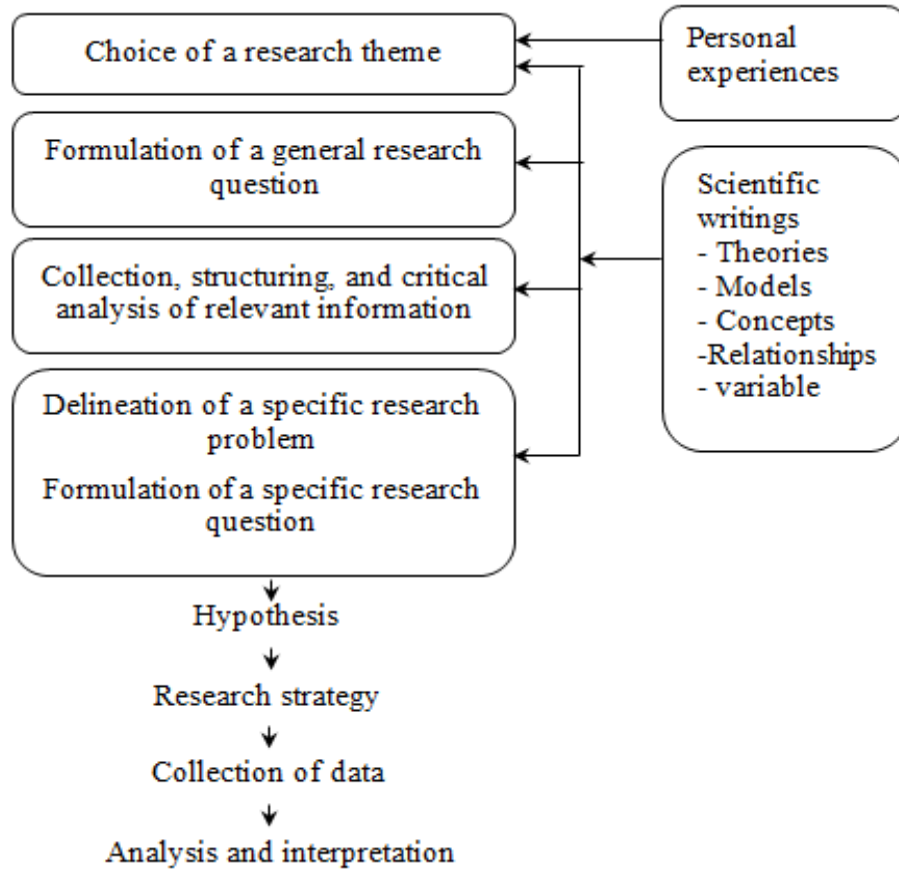 Choice of a research theme
Personal
experiences
Formulation of a general research
question
Scientific
writings
- Theories
- Models
- Concepts
-Relationships
- variable
Collection, structuring, and critical
analysis of relevant information
Delineation of a specific research
problem
Formulation of a specific research
question
Hypothesis
Research strategy
Collection of data
Analysis and interpretation